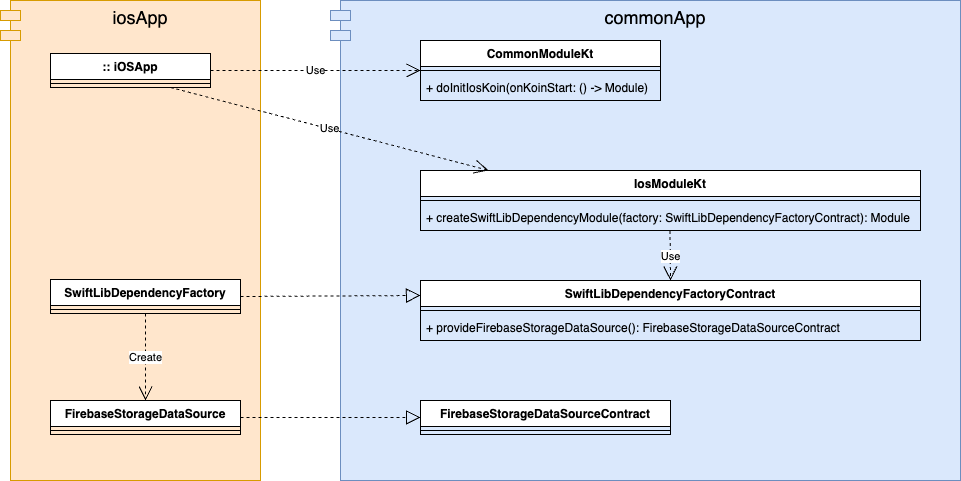 iosApp
commonApp
:: iOSApp
Use
CommonModuleKt
+ doInitIosKoin(onKoinStart: () -> Module)
Use
IosModuleKt
+ createSwiftLibDependencyModule(factory: SwiftLibDependencyFactoryContract): Module
Use
SwiftLibDependencyFactory
SwiftLibDependencyFactoryContract
+ provideFirebaseStorageDataSource(): FirebaseStorageDataSourceContract
Create
FirebaseStorageDataSource
FirebaseStorageDataSourceContract